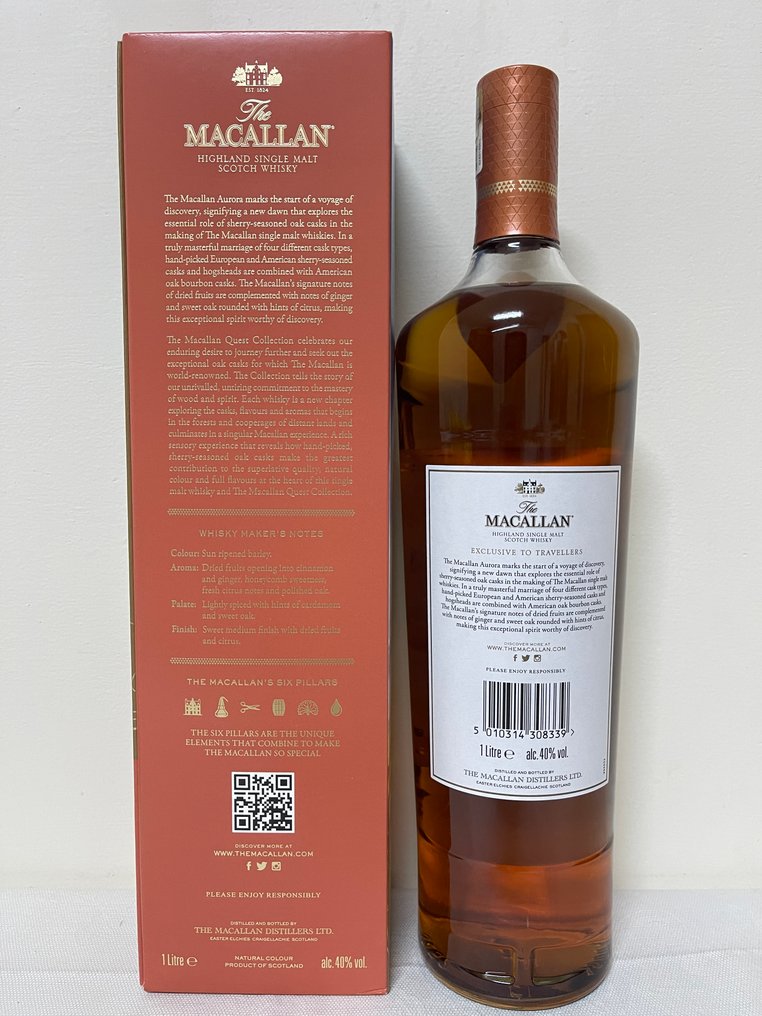 EST. 1824
The
MACALLAN
HIGHLAND SINGLE MALT
SCOTCH WHISKY
The Macallan Aurora marks the start of a voyage of
discovery, signifying a new dawn that explores the
essential role of sherry-seasoned oak casks in the
making of The Macallan single malt whiskies. In a
truly masterful marriage of four different cask types,
hand-picked European and American sherry-seasoned
casks and hogsheads are combined with American
oak bourbon casks. The Macallan's signature notes
of dried fruits are complemented with notes of ginger
and sweet oak rounded with hints of citrus, making
this exceptional spirit worthy of discovery.
The Macallan Quest Collection celebrates our
enduring desire to journey further and seek out the
exceptional oak casks for which The Macallan is
world-renowned. The Collection tells the story of
our unrivalled, untiring commitment to the mastery
of wood and spirit. Each whisky is a new chapter
exploring the casks, flavours and aromas that begins
in the forests and cooperages of distant lands and
culminates in a singular Macallan experience. A rich
sensory experience that reveals how hand-picked,
sherry-seasoned oak casks make the greatest
contribution to the superlative quality, natural
colour and full flavours at the heart of this single
malt whisky and The Macallan Quest Collection.
WHISKY MAKER'S NOTES
Colour: Sun ripened barley.
Aroma: Dried fruits opening into cinnamon
and ginger, honeycomb sweetness,
fresh citrus notes and polished oak.
Palate: Lightly spiced with hints of cardamom
and sweet oak.
Finish: Sweet medium finish with dried fruits
and citrus.
THE MACALLAN'S SIX PILLARS
THE SIX PILLARS ARE THE UNIQUE
ELEMENTS THAT COMBINE TO MAKE
THE MACALLAN SO SPECIAL
DISCOVER MORE AT
WWW.THEMACALLAN.COM
PLEASE ENJOY RESPONSIBLY
DISTILLED AND BOTTLED BY
THE MACALLAN DISTILLERS LTD.
EASTER ELCHIES CRAIGELLACHIE SCOTLAND
1 Litre ℮ NATURAL COLOUR
PRODUCT OF SCOTLAND alc. 40% vol.
The
MACALLAN
HIGHLAND SINGLE MALT
SCOTCH WHISKY
EXCLUSIVE TO TRAVELLERS
The Macallan Aurora marks the start of a voyage of discovery,
signifying a new dawn that explores the essential role of
sherry-seasoned oak casks in the making of The Macallan single malt
whiskies. In a truly masterful marriage of four different cask types,
hand-picked European and American sherry-seasoned casks and
hogsheads are combined with American oak bourbon casks.
The Macallan's signature notes of dried fruits are complemented
with notes of ginger and sweet oak rounded with hints of citrus,
making this exceptional spirit worthy of discovery.
DISCOVER MORE AT
WWW.THEMACALLAN.COM
PLEASE ENJOY RESPONSIBLY
5 010314 308339 >
1 Litre ℮ alc. 40% vol.
DISTILLED AND BOTTLED BY
THE MACALLAN DISTILLERS LTD.
EASTER ELCHIES CRAIGELLACHIE SCOTLAND